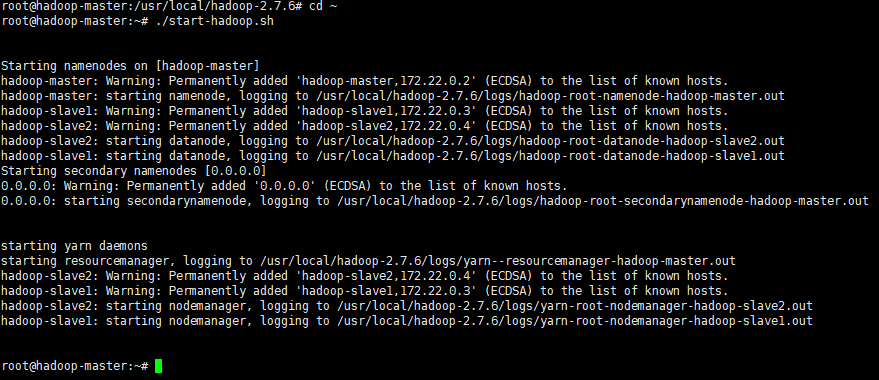 root@hadoop-master:/usr/local/hadoop-2.7.6# cd ~
root@hadoop-master:~# ./start-hadoop.sh
Starting namenodes on [hadoop-master]
hadoop-master: Warning: Permanently added 'hadoop-master,172.22.0.2' (ECDSA) to the list of known hosts.
hadoop-master: starting namenode, logging to /usr/local/hadoop-2.7.6/logs/hadoop-root-namenode-hadoop-master.out
hadoop-slave1: Warning: Permanently added 'hadoop-slave1,172.22.0.3' (ECDSA) to the list of known hosts.
hadoop-slave2: Warning: Permanently added 'hadoop-slave2,172.22.0.4' (ECDSA) to the list of known hosts.
hadoop-slave2: starting datanode, logging to /usr/local/hadoop-2.7.6/logs/hadoop-root-datanode-hadoop-slave2.out
hadoop-slave1: starting datanode, logging to /usr/local/hadoop-2.7.6/logs/hadoop-root-datanode-hadoop-slave1.out
Starting secondary namenodes [0.0.0.0]
0.0.0.0: Warning: Permanently added '0.0.0.0' (ECDSA) to the list of known hosts.
0.0.0.0: starting secondarynamenode, logging to /usr/local/hadoop-2.7.6/logs/hadoop-root-secondarynamenode-hadoop-master.out
starting yarn daemons
starting resourcemanager, logging to /usr/local/hadoop-2.7.6/logs/yarn--resourcemanager-hadoop-master.out
hadoop-slave2: Warning: Permanently added 'hadoop-slave2,172.22.0.4' (ECDSA) to the list of known hosts.
hadoop-slave1: Warning: Permanently added 'hadoop-slave1,172.22.0.3' (ECDSA) to the list of known hosts.
hadoop-slave2: starting nodemanager, logging to /usr/local/hadoop-2.7.6/logs/yarn-root-nodemanager-hadoop-slave2.out
hadoop-slave1: starting nodemanager, logging to /usr/local/hadoop-2.7.6/logs/yarn-root-nodemanager-hadoop-slave1.out
root@hadoop-master:~#